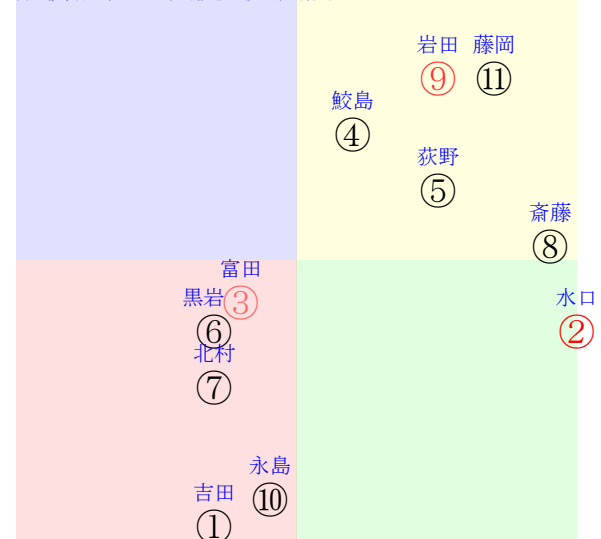 岩田 藤岡
⑨ ⑪
鮫島
④
荻野
⑤
斎藤
⑧
富田
③
黒岩
⑥
水口
②
北村
⑦
永島
⑩
吉田
①